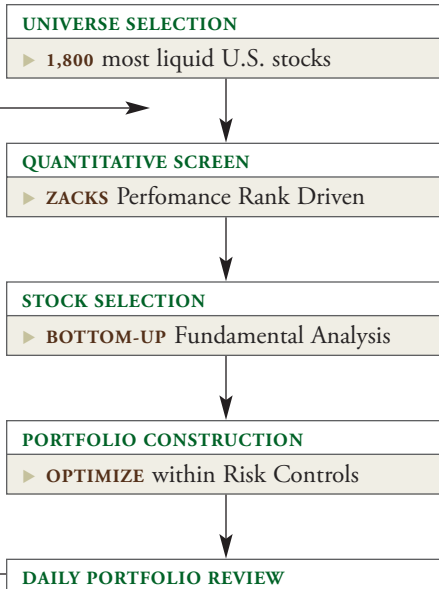 UNIVERSE SELECTION
▶ 1,800 most liquid U.S. stocks
QUANTITATIVE SCREEN
▶ ZACKS Perfomance Rank Driven
STOCK SELECTION
▶ BOTTOM-UP Fundamental Analysis
PORTFOLIO CONSTRUCTION
▶ OPTIMIZE within Risk Controls
DAILY PORTFOLIO REVIEW